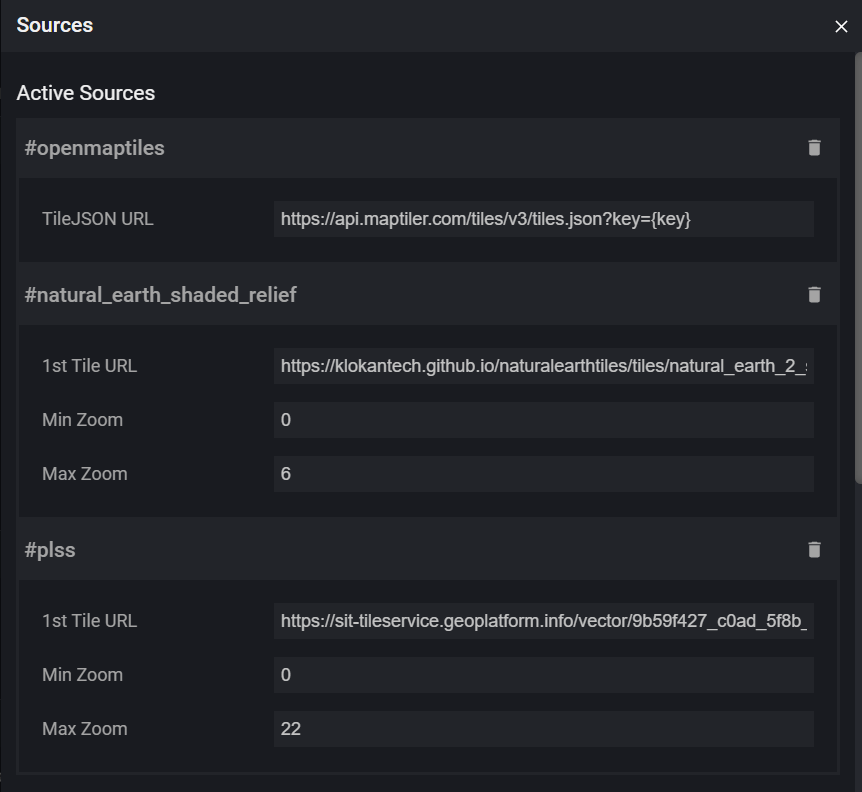 Sources
Active Sources
#openmaptiles
TileJSON URL https://api.maptiler.com/tiles/v3/tiles.json?key={key}
#natural_earth_shaded_relief
1st Tile URL https://klokantech.github.io/naturalearthtiles/tiles/natural_earth_2_
Min Zoom 0
Max Zoom 6
#plss
1st Tile URL https://sit-tileservice.geoplatform.info/vector/9b59f427_c0ad_5f8b_
Min Zoom 0
Max Zoom 22